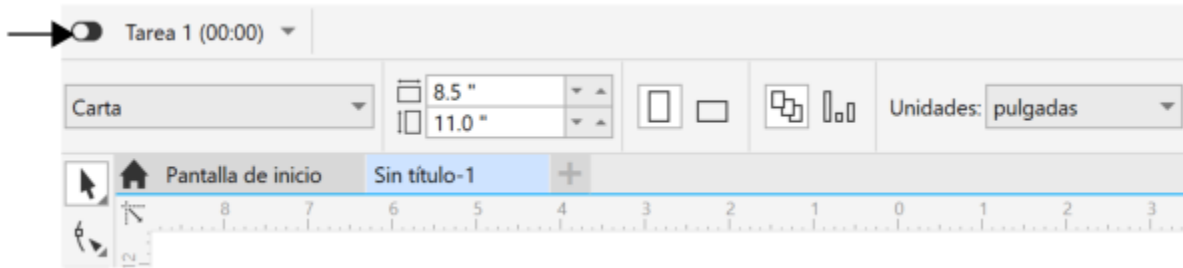 Tarea 1 (00:00)
Carta 8.5 " Unidades: pulgadas
11.0 "
Pantalla de inicio Sin título-1
8 7 6 5 4 3 2 1 0 1 2 3
12